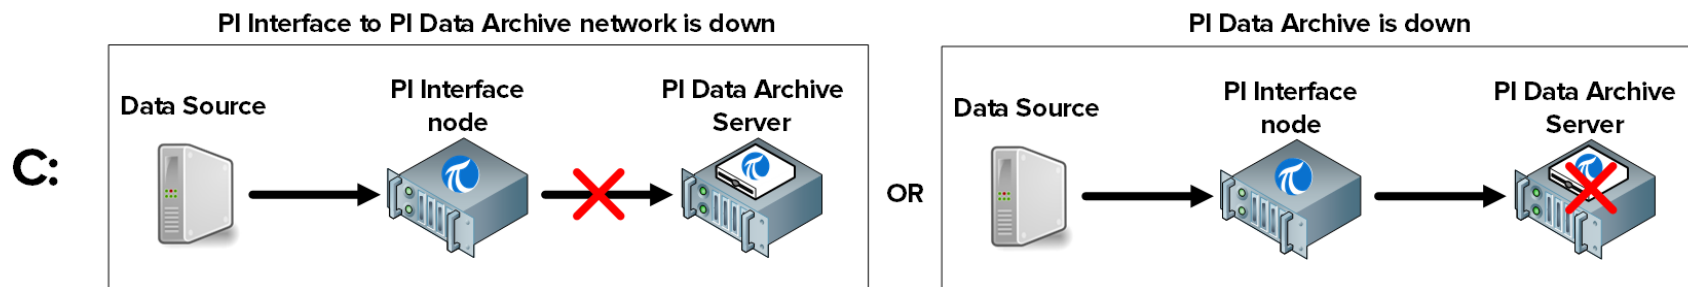 PI Interface to PI Data Archive network is down
PI Data Archive is down
C:
Data Source
PI Interface
node
PI Data Archive
Server
OR
Data Source
PI Interface
node
PI Data Archive
Server